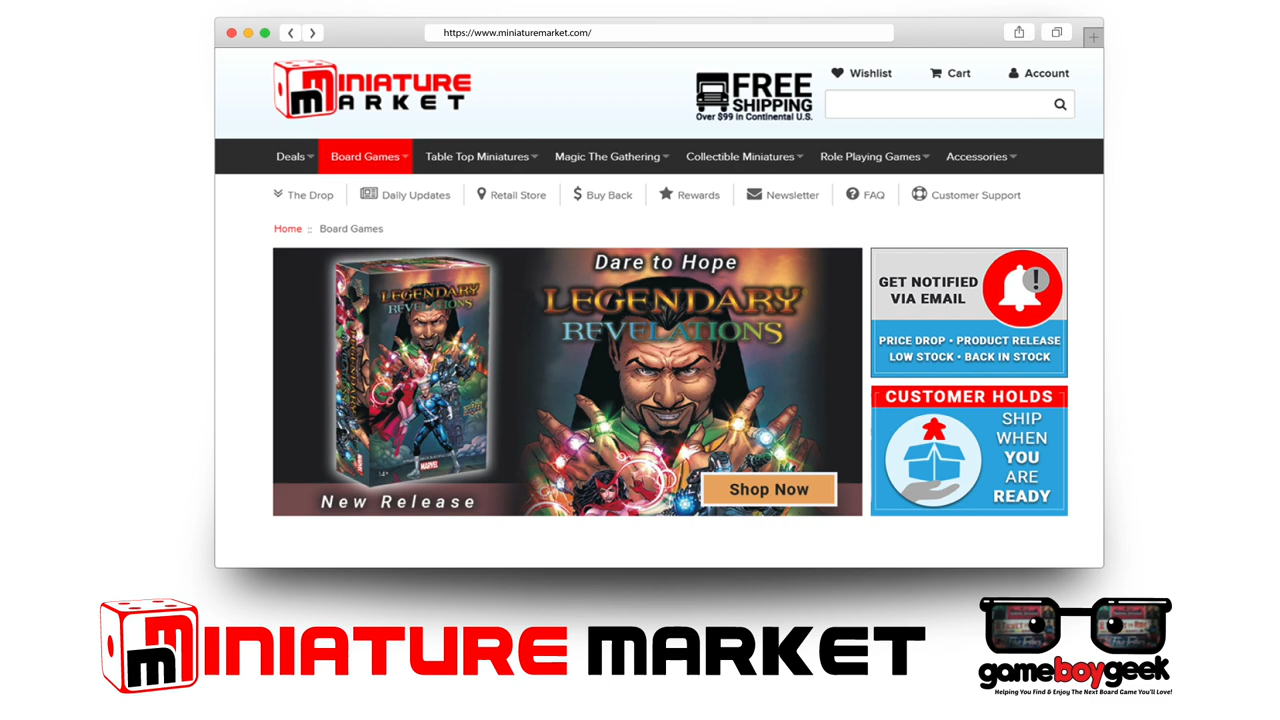 https://www.miniaturemarket.com/
MINIATURE
MARKET
FREE
SHIPPING
Over $99 in Continental U.S.
Wishlist
Cart
Account
Deals
Board Games
Table Top Miniatures
Magic The Gathering
Collectible Miniatures
Role Playing Games
Accessories
The Drop
Daily Updates
Retail Store
Buy Back
Rewards
Newsletter
FAQ
Customer Support
Home :: Board Games
LEGENDARY
REVELATIONS
LEGENDARY
MARVEL
New Release
Dare to Hope
LEGENDARY
REVELATIONS
Shop Now
GET NOTIFIED
VIA EMAIL
PRICE DROP • PRODUCT RELEASE
LOW STOCK • BACK IN STOCK
CUSTOMER HOLDS
SHIP
WHEN
YOU
ARE
READY
MINIATURE MARKET
gameboygeek
Helping You Find & Enjoy The Next Board Game You'll Love!